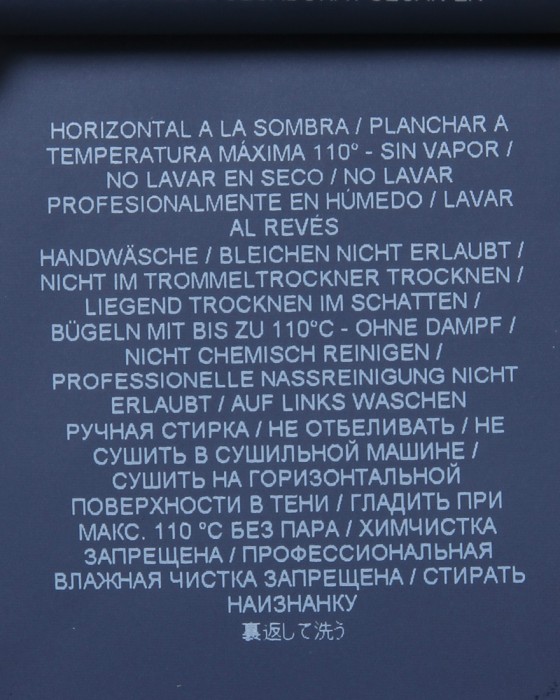 HORIZONTAL A LA SOMBRA / PLANCHAR A
TEMPERATURA MÁXIMA 110° - SIN VAPOR /
NO LAVAR EN SECO / NO LAVAR
PROFESIONALMENTE EN HÚMEDO / LAVAR
AL REVÉS
HANDWÄSCHE / BLEICHEN NICHT ERLAUBT /
NICHT IM TROMMELTROCKNER TROCKNEN /
LIEGEND TROCKNEN IM SCHATTEN /
BÜGELN MIT BIS ZU 110°C - OHNE DAMPF /
NICHT CHEMISCH REINIGEN /
PROFESSIONELLE NASSREINIGUNG NICHT
ERLAUBT / AUF LINKS WASCHEN
РУЧНАЯ СТИРКА / НЕ ОТБЕЛИВАТЬ / НЕ
СУШИТЬ В СУШИЛЬНОЙ МАШИНЕ /
СУШИТЬ НА ГОРИЗОНТАЛЬНОЙ
ПОВЕРХНОСТИ В ТЕНИ / ГЛАДИТЬ ПРИ
МАКС. 110 °C БЕЗ ПАРА / ХИМЧИСТКА
ЗАПРЕЩЕНА / ПРОФЕССИОНАЛЬНАЯ
ВЛАЖНАЯ ЧИСТКА ЗАПРЕЩЕНА / СТИРАТЬ
НАИЗНАНКУ
裏返して洗う